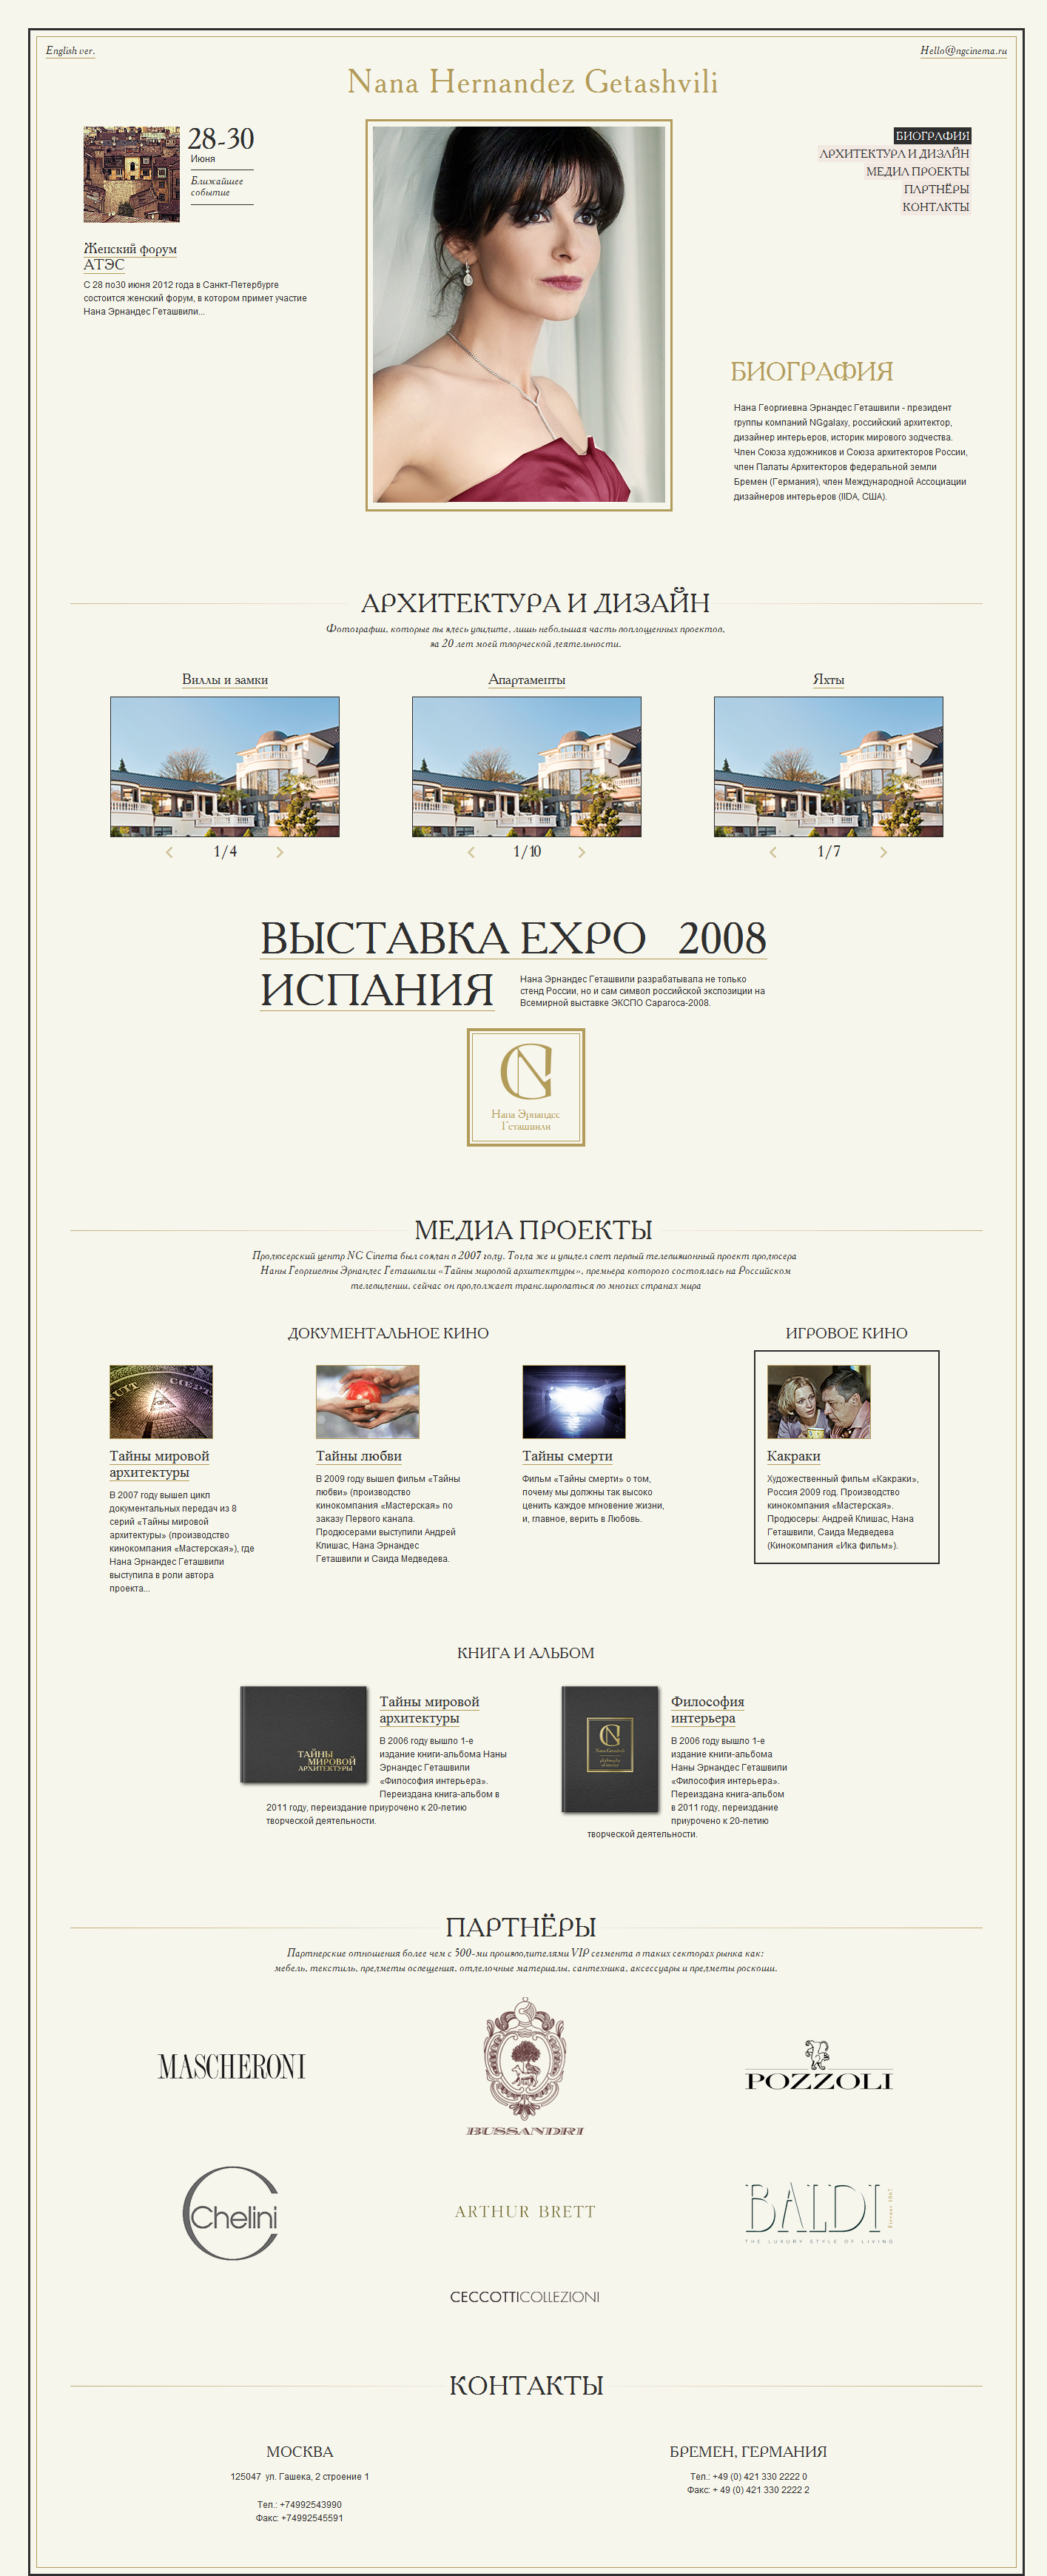 English ver.
Hello@ngcinema.ru
Nana Hernandez Getashvili
28-30
Июня
Ближайшее
событие
Женский форум
АТЭС
С 28 по30 июня 2012 года в Санкт-Петербурге
состоится женский форум, в котором примет участие
Нана Эрнандес Геташвили...
БИОГРАФИЯ
АРХИТЕКТУРА И ДИЗАЙН
МЕДИА ПРОЕКТЫ
ПАРТНЁРЫ
КОНТАКТЫ
БИОГРАФИЯ
Нана Георгиевна Эрнандес Геташвили - президент
группы компаний NGgalaxy, российский архитектор,
дизайнер интерьеров, историк мирового зодчества.
Член Союза художников и Союза архитекторов России,
член Палаты Архитекторов федеральной земли
Бремен (Германия), член Международной Ассоциации
дизайнеров интерьеров (IIDA, США).
АРХИТЕКТУРА И ДИЗАЙН
Фотографии, которые вы здесь увидите, лишь небольшая часть воплощенных проектов,
за 20 лет моей творческой деятельности.
Виллы и замки
Апартаменты
Яхты
1/4
1/10
1/7
ВЫСТАВКА EXPO 2008
ИСПАНИЯ
Нана Эрнандес Геташвили разрабатывала не только
стенд России, но и сам символ российской экспозиции на
Всемирной выставке ЭКСПО Сарагоса-2008.
Нана Эрнандес
Геташвили
МЕДИА ПРОЕКТЫ
Продюсерский центр NG Cinema был создан в 2007 году. Тогда же и увидел свет первый телевизионный проект продюсера
Наны Георгиевны Эрнандес Геташвили «Тайны мировой архитектуры», премьера которого состоялась на Российском
телевидении, сейчас он продолжает транслироваться во многих странах мира
ДОКУМЕНТАЛЬНОЕ КИНО
ИГРОВОЕ КИНО
Тайны мировой
архитектуры
В 2007 году вышел цикл
документальных передач из 8
серий «Тайны мировой
архитектуры» (производство
кинокомпания «Мастерская»), где
Нана Эрнандес Геташвили
выступила в роли автора
проекта...
Тайны любви
В 2009 году вышел фильм «Тайны
любви» (производство
кинокомпания «Мастерская» по
заказу Первого канала.
Продюсерами выступили Андрей
Клишас, Нана Эрнандес
Геташвили и Саида Медведева.
Тайны смерти
Фильм «Тайны смерти» о том,
почему мы должны так высоко
ценить каждое мгновение жизни,
и, главное, верить в Любовь.
Какраки
Художественный фильм «Какраки»,
Россия 2009 год. Производство
кинокомпания «Мастерская».
Продюсеры: Андрей Клишас, Нана
Геташвили, Саида Медведева
(Кинокомпания «Ика фильм»).
КНИГА И АЛЬБОМ
ТАЙНЫ
МИРОВОЙ
АРХИТЕКТУРЫ
Тайны мировой
архитектуры
В 2006 году вышло 1-е
издание книги-альбома Наны
Эрнандес Геташвили
«Философия интерьера».
Переиздана книга-альбом в
2011 году, переиздание приурочено к 20-летию
творческой деятельности.
Философия
интерьера
В 2006 году вышло 1-е
издание книги-альбома
Наны Эрнандес Геташвили
«Философия интерьера».
Переиздана книга-альбом
в 2011 году, переиздание
приурочено к 20-летию
творческой деятельности.
ПАРТНЁРЫ
Партнерские отношения более чем с 500-ми производителями VIP сегмента в таких секторах рынка как:
мебель, текстиль, предметы освещения, отделочные материалы, сантехника, аксессуары и предметы роскоши.
MASCHERONI
BUSSANDRI
POZZOLI
Chelini
ARTHUR BRETT
BALDI
THE LUXURY STYLE OF LIVING
CECCOTTICOLLEZIONI
КОНТАКТЫ
МОСКВА
125047 ул. Гашека, 2 строение 1
Тел.: +74992543990
Факс: +74992545591
БРЕМЕН, ГЕРМАНИЯ
Тел.: +49 (0) 421 330 2222 0
Факс: + 49 (0) 421 330 2222 2